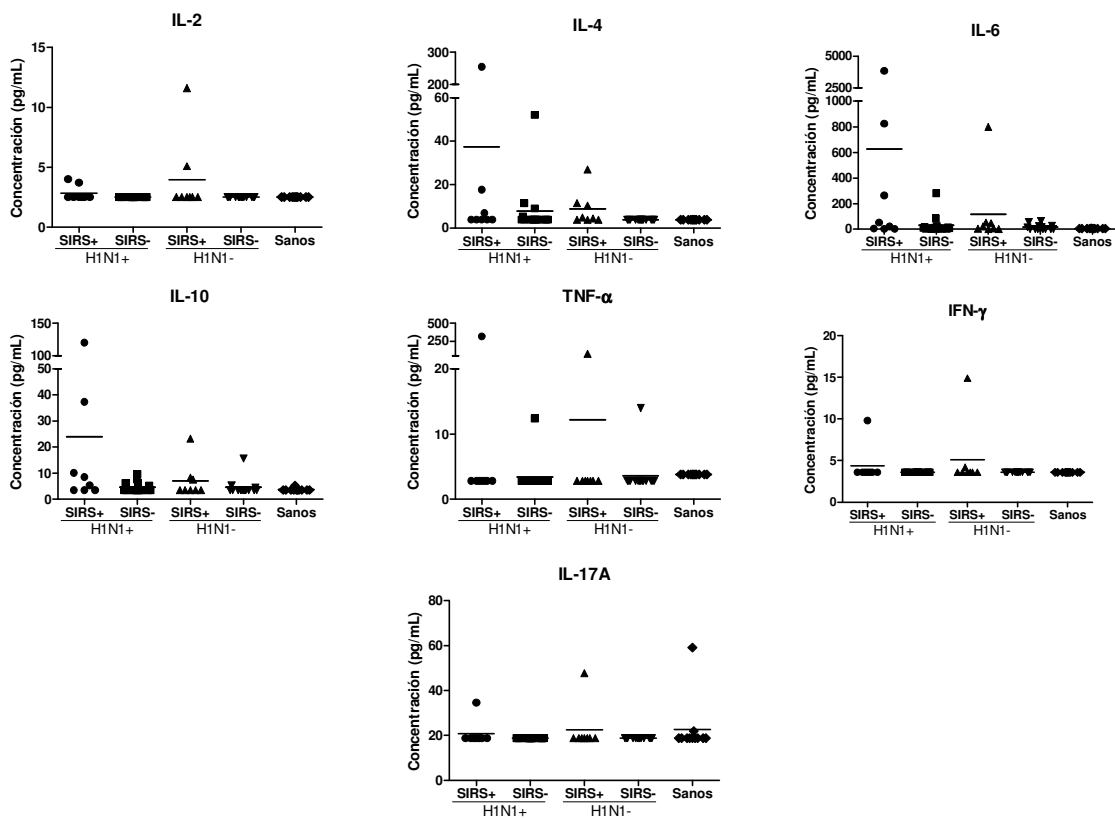 IL-2
Concentración (pg/mL)
15
10
5
0
SIRS+ SIRS- SIRS+ SIRS- Sanos
H1N1+ H1N1-
IL-4
Concentración (pg/mL)
300
200
60
40
20
0
SIRS+ SIRS- SIRS+ SIRS- Sanos
H1N1+ H1N1-
IL-6
Concentración (pg/mL)
5000
2500
1000
800
600
400
200
0
SIRS+ SIRS- SIRS+ SIRS- Sanos
H1N1+ H1N1-
IL-10
Concentración (pg/mL)
150
100
50
40
30
20
10
0
SIRS+ SIRS- SIRS+ SIRS- Sanos
H1N1+ H1N1-
TNF-α
Concentración (pg/mL)
500
250
20
10
0
SIRS+ SIRS- SIRS+ SIRS- Sanos
H1N1+ H1N1-
IFN-γ
Concentración (pg/mL)
20
15
10
5
0
SIRS+ SIRS- SIRS+ SIRS- Sanos
H1N1+ H1N1-
IL-17A
Concentración (pg/mL)
80
60
40
20
0
SIRS+ SIRS- SIRS+ SIRS- Sanos
H1N1+ H1N1-